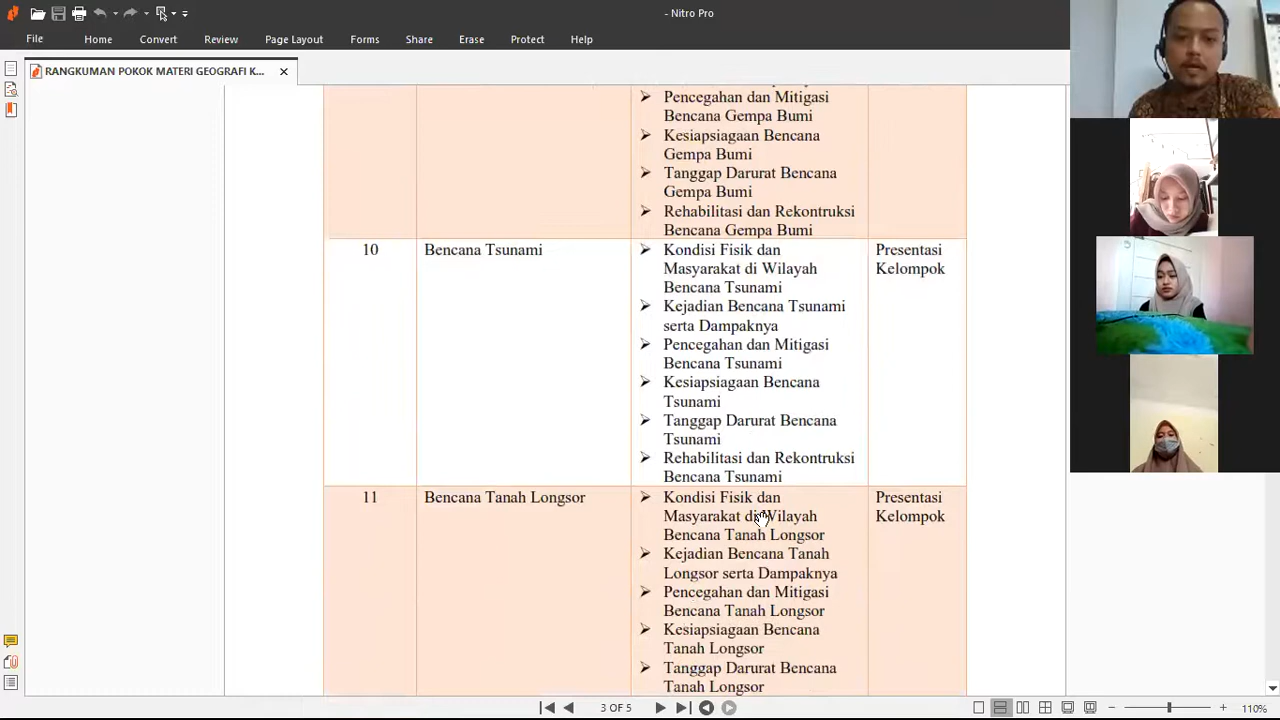 - Nitro Pro
File Home Convert Review Page Layout Forms Share Erase Protect Help
RANGKUMAN POKOK MATERI GEOGRAFI K...
Pencegahan dan Mitigasi
Bencana Gempa Bumi
Kesiapsiagaan Bencana
Gempa Bumi
Tanggap Darurat Bencana
Gempa Bumi
Rehabilitasi dan Rekontruksi
Bencana Gempa Bumi
10 Bencana Tsunami
Kondisi Fisik dan
Masyarakat di Wilayah
Bencana Tsunami
Kejadian Bencana Tsunami
serta Dampaknya
Pencegahan dan Mitigasi
Bencana Tsunami
Kesiapsiagaan Bencana
Tsunami
Tanggap Darurat Bencana
Tsunami
Rehabilitasi dan Rekontruksi
Bencana Tsunami
Presentasi
Kelompok
11 Bencana Tanah Longsor
Kondisi Fisik dan
Masyarakat di Wilayah
Bencana Tanah Longsor
Kejadian Bencana Tanah
Longsor serta Dampaknya
Pencegahan dan Mitigasi
Bencana Tanah Longsor
Kesiapsiagaan Bencana
Tanah Longsor
Tanggap Darurat Bencana
Tanah Longsor
Presentasi
Kelompok
3 OF 5
110%